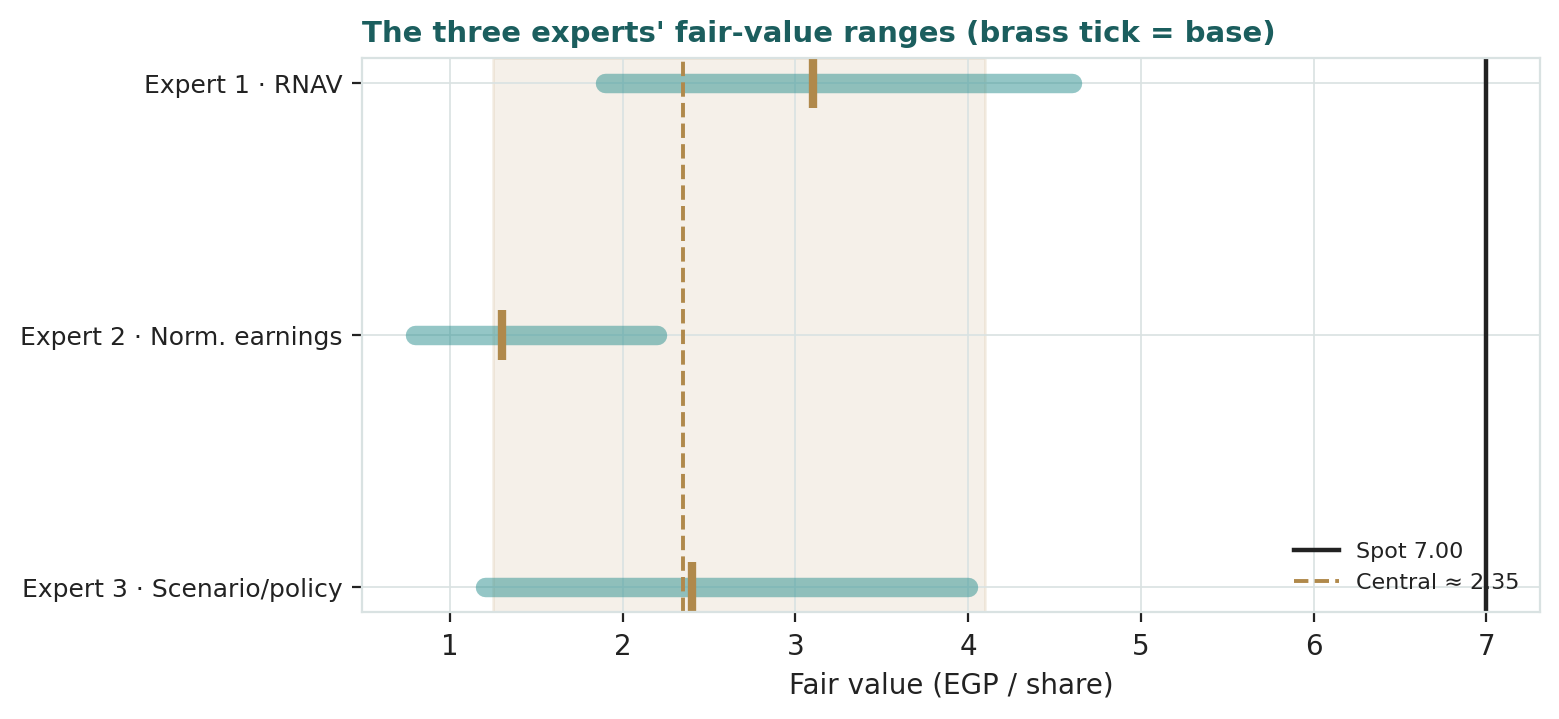 The three experts' fair-value ranges (brass tick = base)
Expert 1 · RNAV
Expert 2 · Norm. earnings
Expert 3 · Scenario/policy
Spot 7.00
Central ≈ 2.35
1 2 3 4 5 6 7
Fair value (EGP / share)